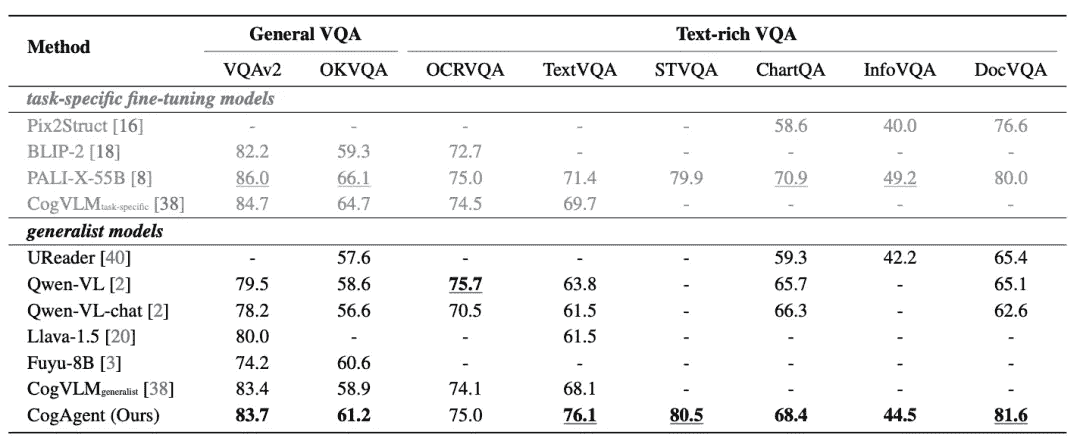 Method General VQA Text-rich VQA
VQAv2 OKVQA OCRVQA TextVQA STVQA ChartQA InfoVQA DocVQA
task-specific fine-tuning models
Pix2Struct [16] - - - - - 58.6 40.0 76.6
BLIP-2 [18] 82.2 59.3 72.7 - - - - -
PALI-X-55B [8] 86.0 66.1 75.0 71.4 79.9 70.9 49.2 80.0
CogVLMtask-specific [38] 84.7 64.7 74.5 69.7 - - - -
generalist models
UReader [40] - 57.6 - - - 59.3 42.2 65.4
Qwen-VL [2] 79.5 58.6 75.7 63.8 - 65.7 - 65.1
Qwen-VL-chat [2] 78.2 56.6 70.5 61.5 - 66.3 - 62.6
Llava-1.5 [20] 80.0 - - 61.5 - - - -
Fuyu-8B [3] 74.2 60.6 - - - - - -
CogVLMgeneralist [38] 83.4 58.9 74.1 68.1 - - - -
CogAgent (Ours) 83.7 61.2 75.0 76.1 80.5 68.4 44.5 81.6